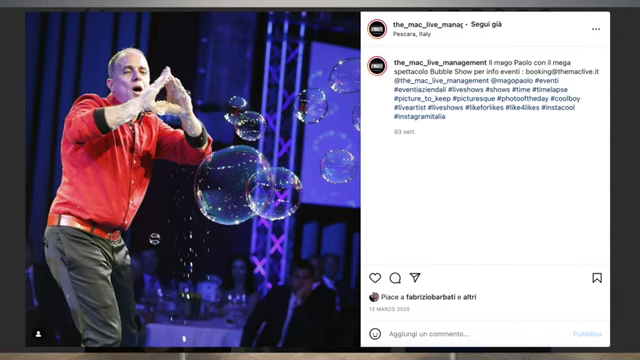 the_mac_live_manag • Segui già
Pescara, Italy
the_mac_live_management Il mago Paolo con il mega
spettacolo Bubble Show per info eventi : booking@themaclive.it
@the_mac_live_management @magopaolo #eventi
#eventiaziendali #liveshows #shows #time #timelapse
#picture_to_keep #picturesque #photooftheday #coolboy
#liveartist #liveshows #likeforlikes #like4likes #instacool
#instagramitalia
93 sett.
Piace a fabriziobarbati e altri
13 MARZO 2020
Aggiungi un commento...
Pubblica